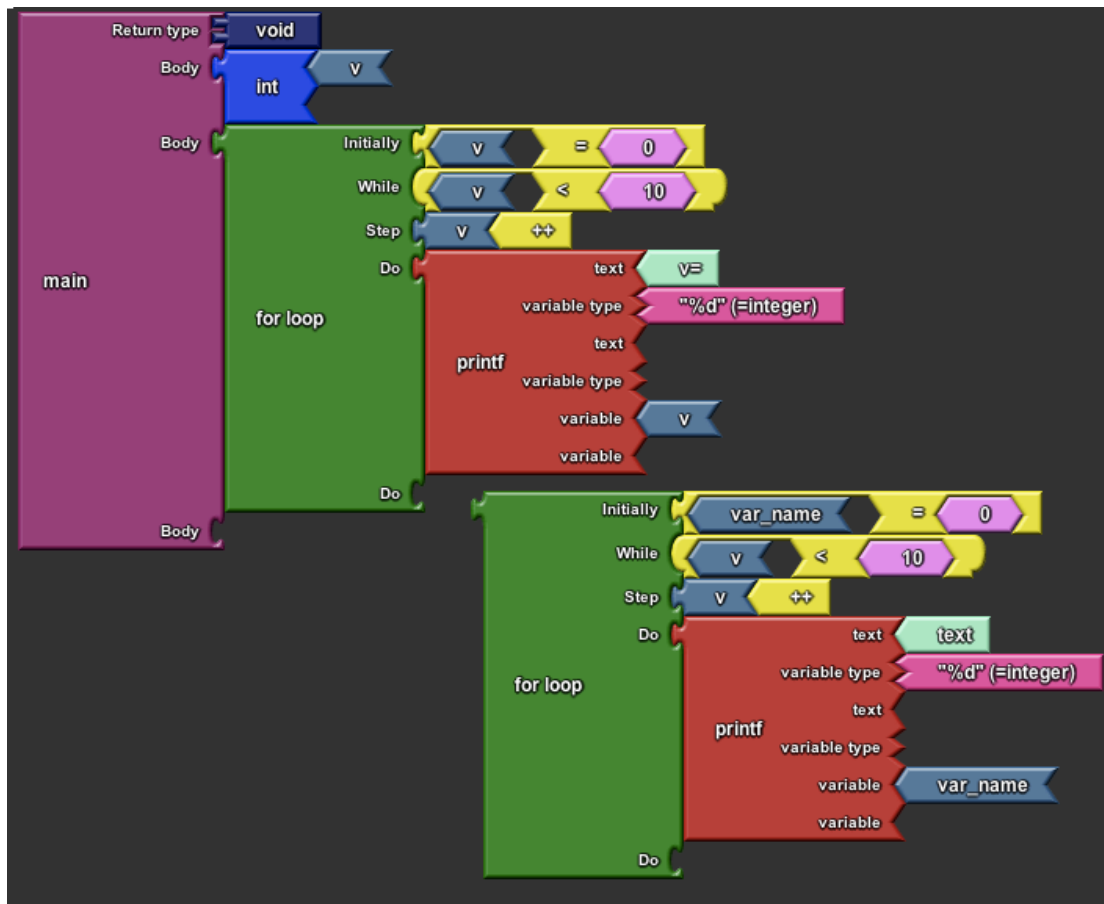 Return type void
Body int v
Body Initially v = 0
While v < 10
Step v ++
Do text v=
main
variable type "%d" (=integer)
for loop
text
printf
variable type
variable v
variable
Do
Body
Initially var_name = 0
While v < 10
Step v ++
Do text text
variable type "%d" (=integer)
for loop
text
printf
variable type
variable var_name
variable
Do